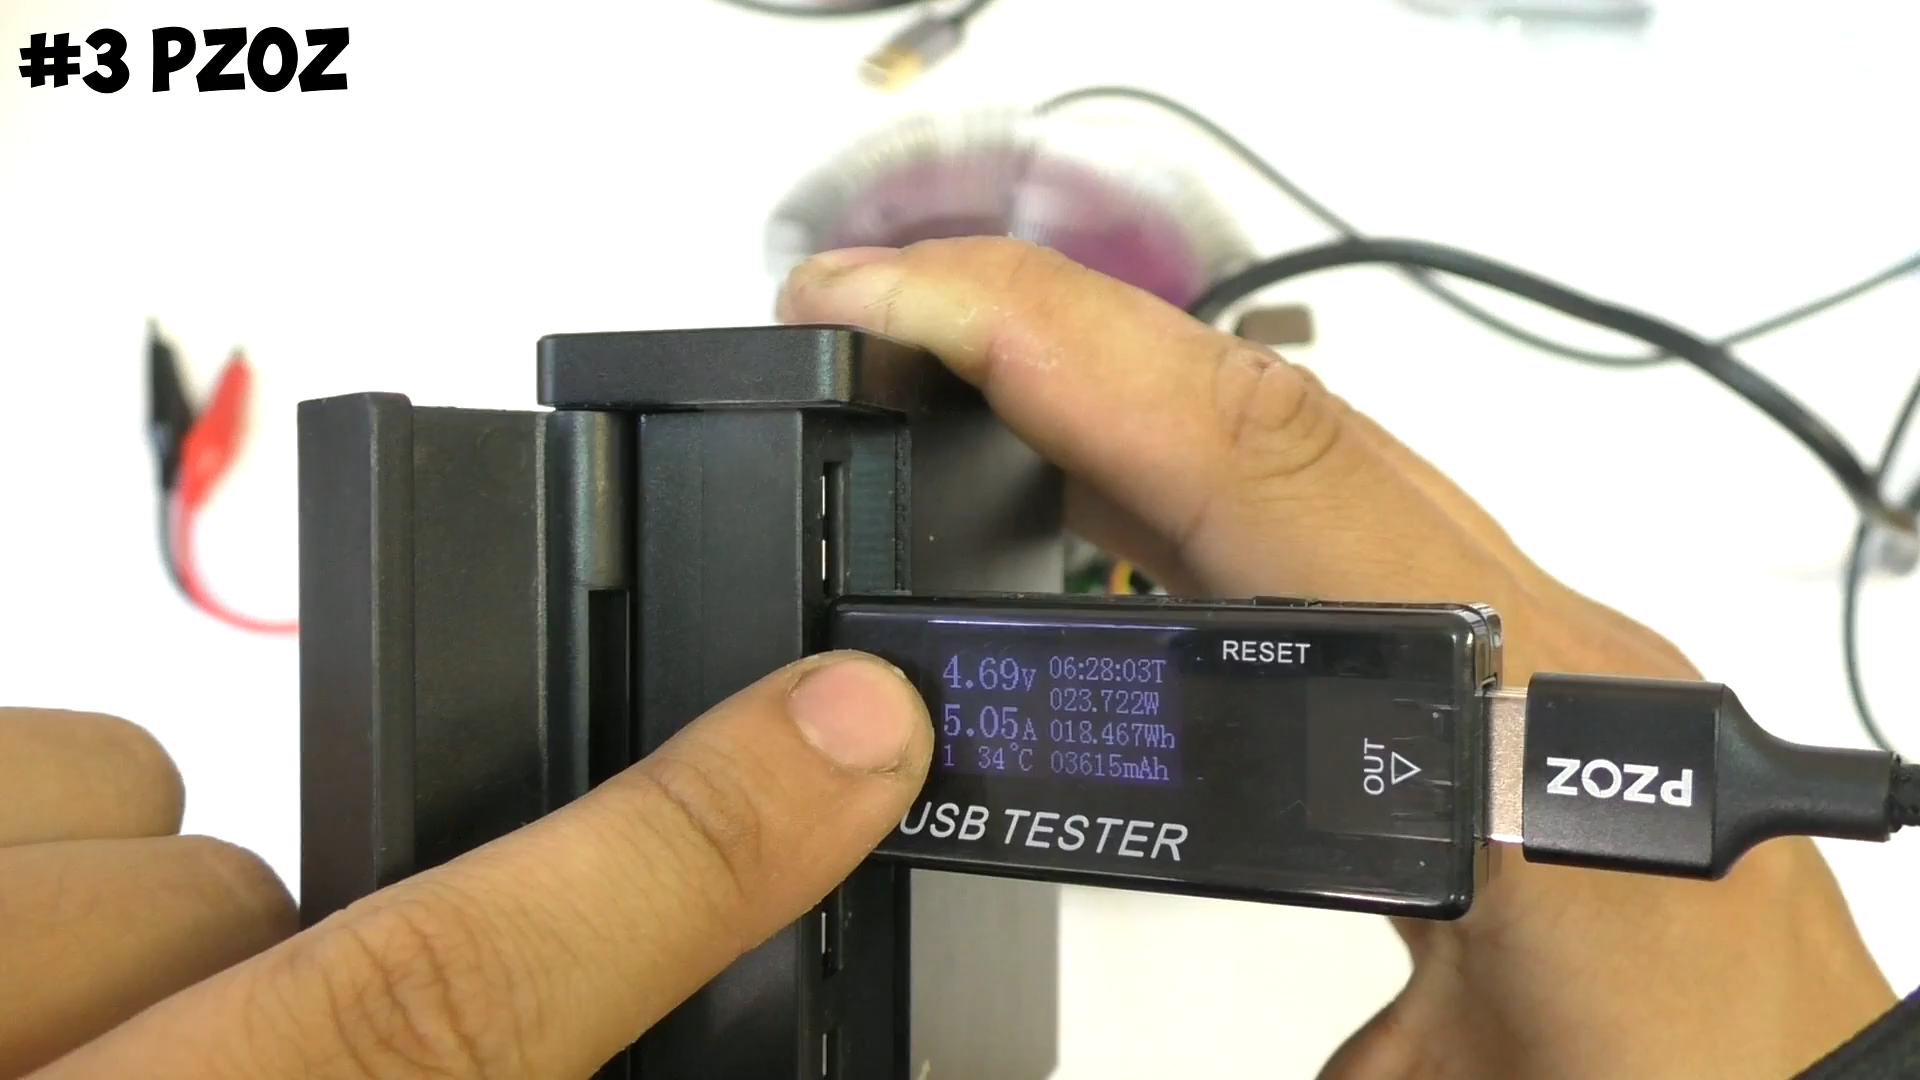 #3 PZOZ
RESET
4.69V 06:28:03T
023.722W
5.05A 018.467Wh
1 34°C 03615mAh
OUT
USB TESTER
PZOZ